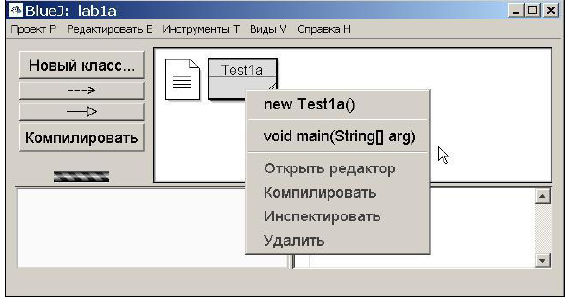 BlueJ: lab1a
Проект P Редактировать E Инструменты T Виды V Справка H
Новый класс...
Компилировать
Test1a
new Test1a()
void main(String[] arg)
Открыть редактор
Компилировать
Инспектировать
Удалить